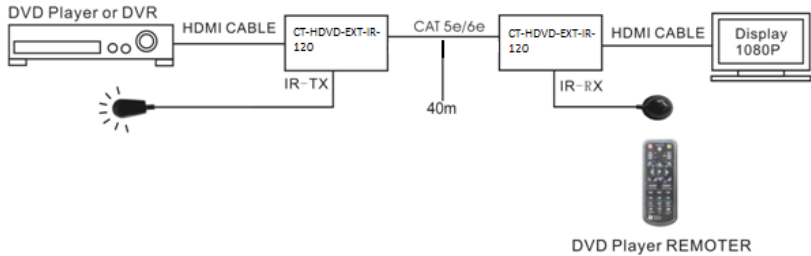 DVD Player or DVR
HDMI CABLE
CT-HDVD-EXT-IR-
120
CAT 5e/6e
CT-HDVD-EXT-IR-
120
HDMI CABLE
Display
1080P
IR-TX
40m
IR-RX
DVD Player REMOTER